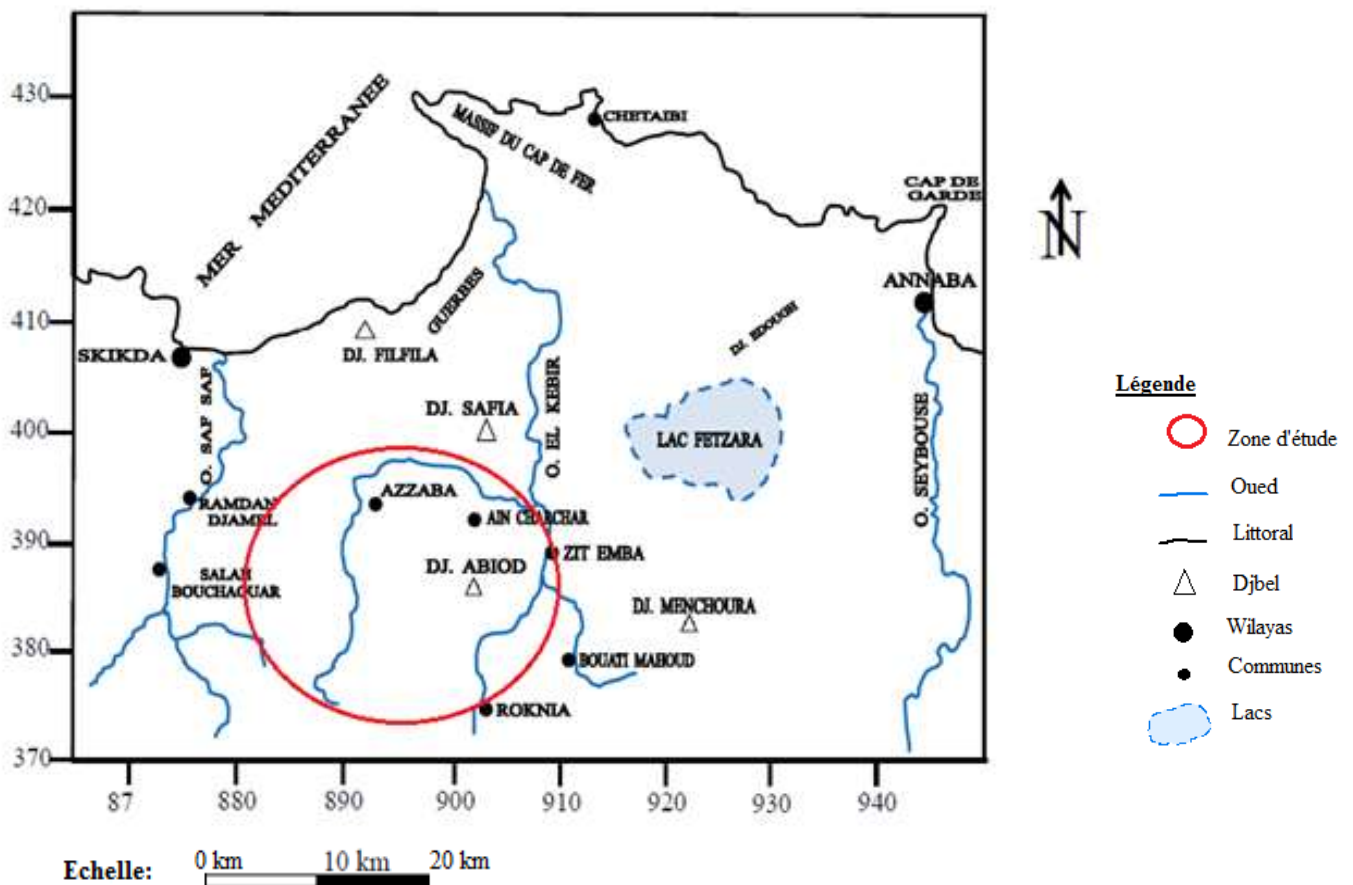 430
420
410
400
390
380
370
MER MEDITERRANEE
MASSIF DU CAP DE FER
CHETAIBI
CAP DE
GARDE
N
ANNABA
GUERBES
DJ. EDOUGH
SKIKDA
DJ. FILFILA
O. SAF SAF
DJ. SAFIA
O. EL KEBIR
LAC FETZARA
O. SEYBOUSE
RAMDAN
DJAMEL
AZZABA
AIN CHARCHAR
ZIT EMBA
SALAH
BOUCHAOUAR
DJ. ABIOD
DJ. MENCHOURA
BOUATI MAHOUD
ROKNIA
87 880 890 900 910 920 930 940
Echelle:
0 km 10 km 20 km
Légende
Zone d'étude
Oued
Littoral
Djbel
Wilayas
Communes
Lacs